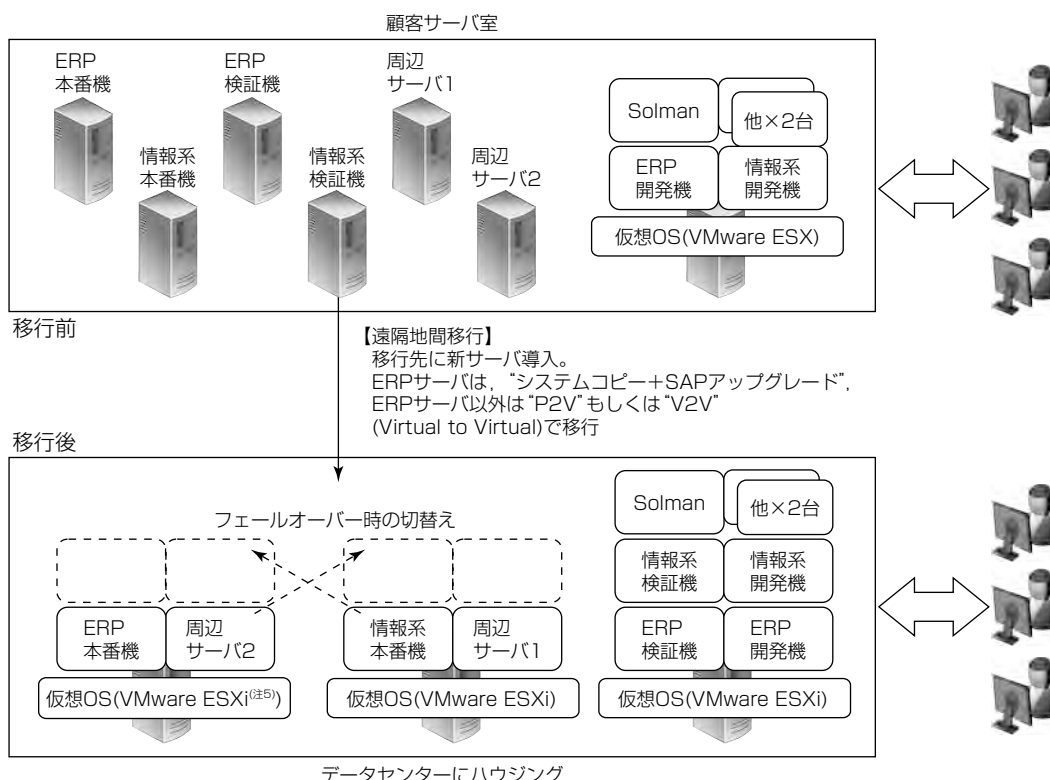 顧客サーバ室
ERP
本番機
ERP
検証機
周辺
サーバ1
情報系
本番機
情報系
検証機
周辺
サーバ2
Solman
他×2台
ERP
開発機
情報系
開発機
仮想OS(VMware ESX)
移行前
【遠隔地間移行】
移行先に新サーバ導入。
ERPサーバは，“システムコピー＋SAPアップグレード”，
ERPサーバ以外は“P2V”もしくは“V2V”
(Virtual to Virtual)で移行
移行後
フェールオーバー時の切替え
ERP
本番機
周辺
サーバ2
仮想OS(VMware ESXi(注5))
情報系
本番機
周辺
サーバ1
仮想OS(VMware ESXi)
Solman
他×2台
情報系
検証機
情報系
開発機
ERP
検証機
ERP
開発機
仮想OS(VMware ESXi)
データセンターにハウジング